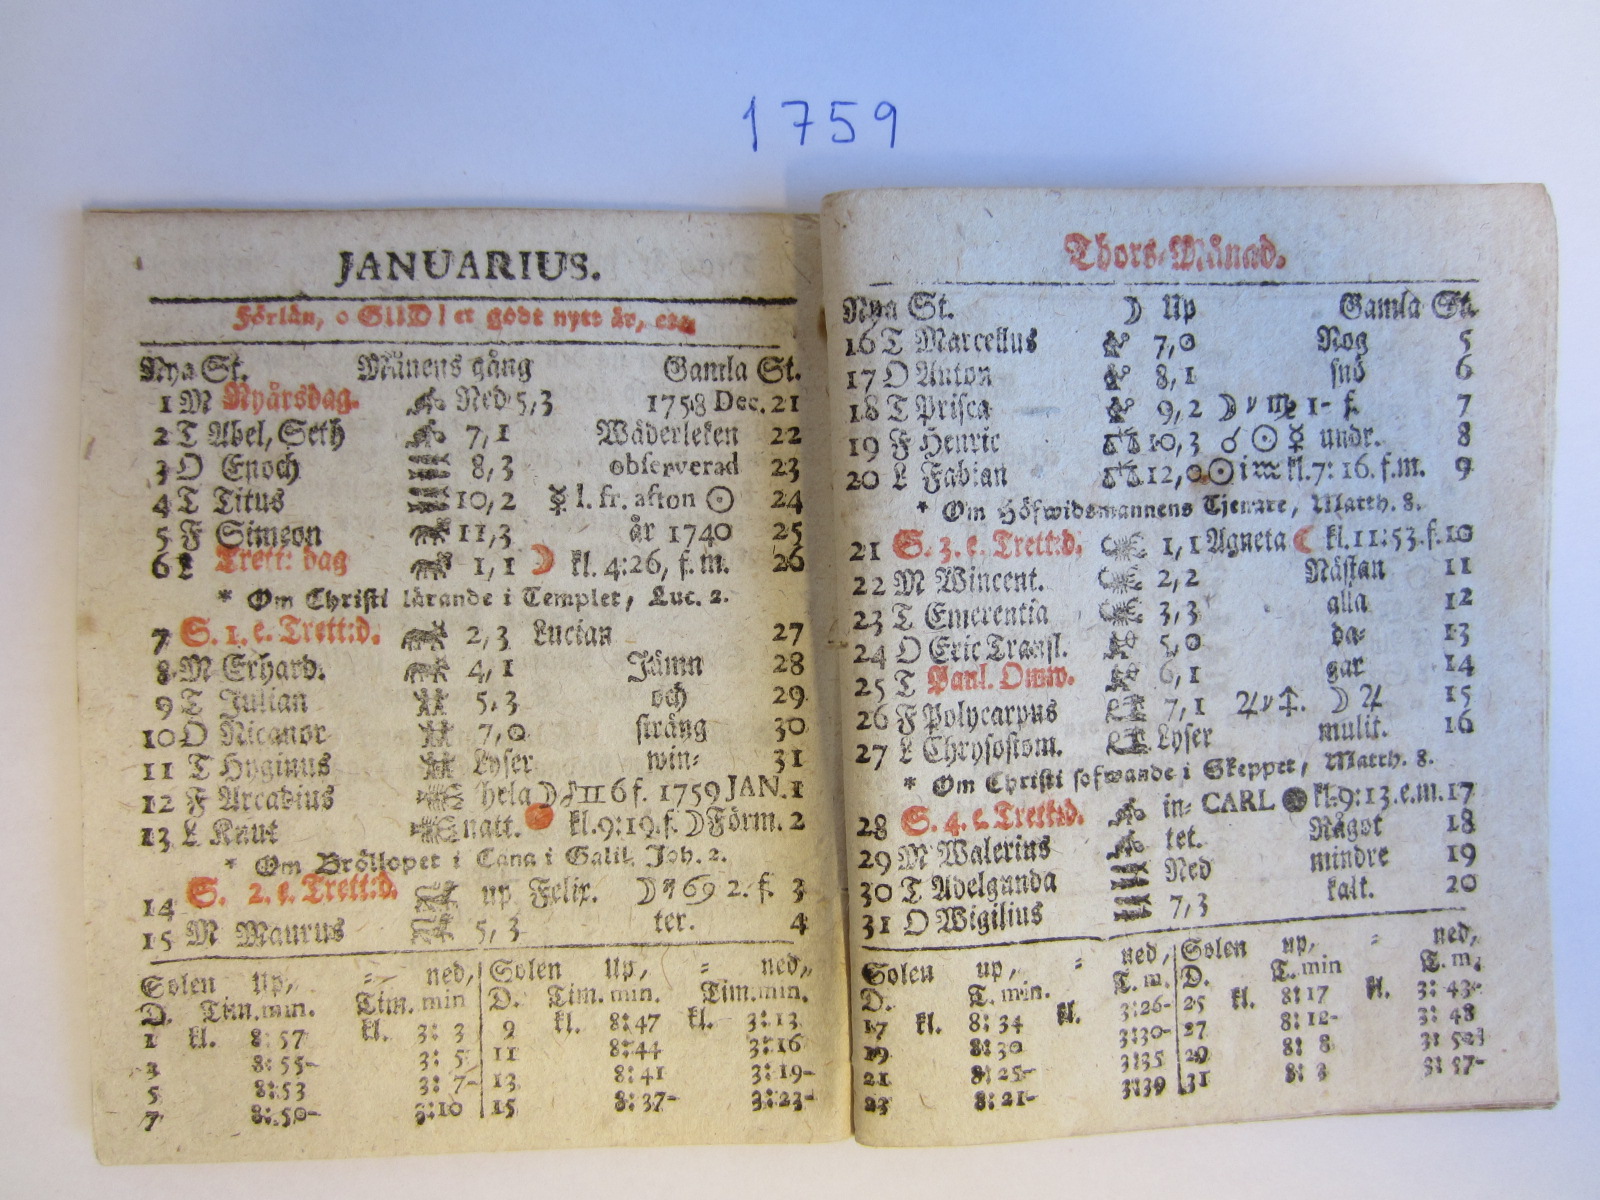 1759
JANUARIUS.
Förlän, o GUD! et godt nytt år, etc.
Nya St. Månens gång Gamla St.
1 M Nyårsdag. Ned 5,3 1758 Dec. 21
2 T Abel, Seth 7,1 Wäderleken 22
3 O Enoch 8,3 observerad 23
4 T Titus 10,2 ☿ l. fr. afton ☉ 24
5 F Simeon 11,3 år 1740 25
6 L Trett: dag 1,1 ☽ kl. 4:26, f. m. 26
* Om Christi lärande i Templet, Luc. 2.
7 S. 1. e. Trett:d. 2,3 Lucian 27
8 M Erhard. 4,1 Jämn 28
9 T Julian 5,3 och 29
10 O Nicanor 7,0 sträng 30
11 T Hyginus Lyser win= 31
12 F Arcadius hela ☽ ♊ 6 f. 1759 JAN. 1
13 L Knut natt. kl. 9:19. f. ☽ Förm. 2
* Om Bröllopet i Cana i Galil. Joh. 2.
14 S. 2. e. Trett:d. up Felix. ☽ 69 2. f. 3
15 M Maurus 5,3 ter. 4
Solen up, = ned, Solen up, = ned,
D. Tim. min. Tim. min D. Tim. min. Tim. min.
1 kl. 8:57 kl. 3:3 9 kl. 8:47 kl. 3:13
3 8:55- 3:5 11 8:44 3:16
5 8:53 3:7- 13 8:41 3:19-
7 8:50- 3:10 15 8:37- 3:23-
Thors-Månad.
Nya St. ☽ Up Gamla St.
16 T Marcellus 7,0 Nog 5
17 O Anton 8,1 snö 6
18 T Prisca 9,2 ☽ ♍ 1- f. 7
19 F Henric 10,3 ☌ ☉ ☿ undr. 8
20 L Fabian 12,0 ☉ i ♒ kl. 7:16. f.m. 9
* Om Höfwidsmannens Tjenare, Matth. 8.
21 S. 3. e. Trett:d. 1,1 Agneta ☾ kl. 11:53. f. 10
22 M Wincent. 2,2 Nästan 11
23 T Emerentia 3,3 alla 12
24 O Eric Transl. 5,0 da= 13
25 T Paul. Omw. 6,1 gar 14
26 F Polycarpus 7,1 ♃ ♐. ☽ ♃ 15
27 L Chrysostom. Lyser mulit. 16
* Om Christi sofwande i Skeppet, Matth. 8.
28 S. 4. e. Trett:d. in= CARL ● kl. 9:13. e.m. 17
29 M Walerius tet. Något 18
30 T Adelgunda Ned mindre 19
31 O Wigilius 7,3 kalt. 20
Solen up, = ned, Solen up, = ned,
D. T. min. T. m. D. T. min T. m.
17 kl. 8:34 kl. 3:26- 25 kl. 8:17 kl. 3:43-
19 8:30 3:30- 27 8:12- 3:48
21 8:25- 3:35 29 8:8
23 8:21- 3:39 31 8:3 3:57-